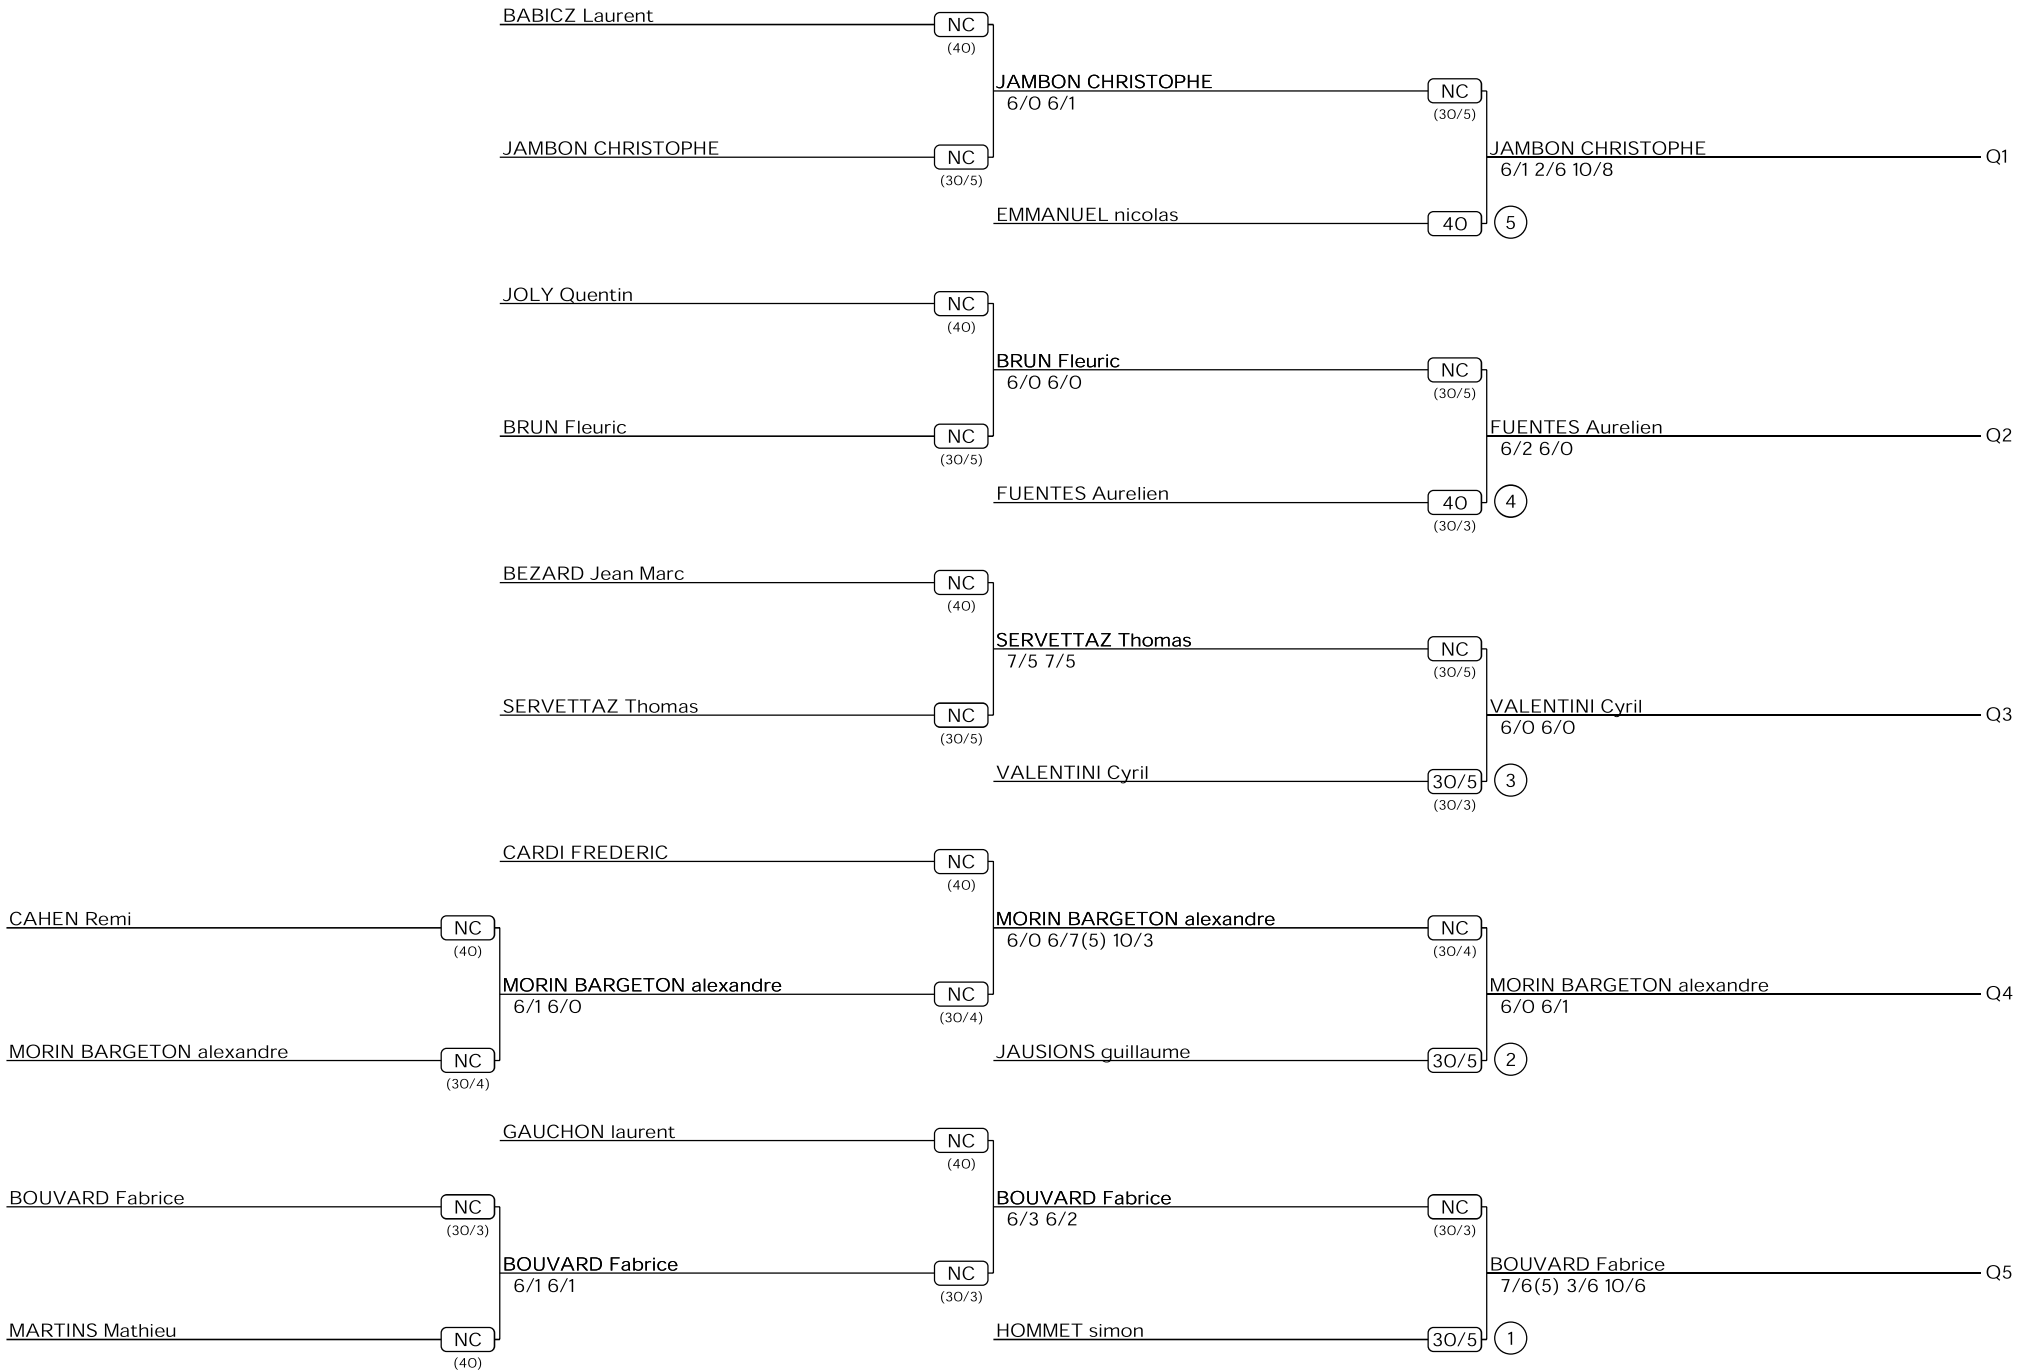 BABICZ Laurent
NC
(40)
JAMBON CHRISTOPHE
6/0 6/1
NC
(30/5)
JAMBON CHRISTOPHE
NC
(30/5)
JAMBON CHRISTOPHE
6/1 2/6 10/8
Q1
EMMANUEL nicolas
40
5
JOLY Quentin
NC
(40)
BRUN Fleuric
6/0 6/0
NC
(30/5)
BRUN Fleuric
NC
(30/5)
FUENTES Aurelien
6/2 6/0
Q2
FUENTES Aurelien
40
(30/3)
4
BEZARD Jean Marc
NC
(40)
SERVETTAZ Thomas
7/5 7/5
NC
(30/5)
SERVETTAZ Thomas
NC
(30/5)
VALENTINI Cyril
6/0 6/0
Q3
VALENTINI Cyril
30/5
(30/3)
3
CARDI FREDERIC
NC
(40)
CAHEN Remi
NC
(40)
MORIN BARGETON alexandre
6/0 6/7(5) 10/3
NC
(30/4)
MORIN BARGETON alexandre
6/1 6/0
NC
(30/4)
MORIN BARGETON alexandre
6/0 6/1
Q4
MORIN BARGETON alexandre
NC
(30/4)
JAUSIONS guillaume
30/5
2
GAUCHON laurent
NC
(40)
BOUVARD Fabrice
NC
(30/3)
BOUVARD Fabrice
6/3 6/2
NC
(30/3)
BOUVARD Fabrice
6/1 6/1
NC
(30/3)
BOUVARD Fabrice
7/6(5) 3/6 10/6
Q5
MARTINS Mathieu
NC
(40)
HOMMET simon
30/5
1